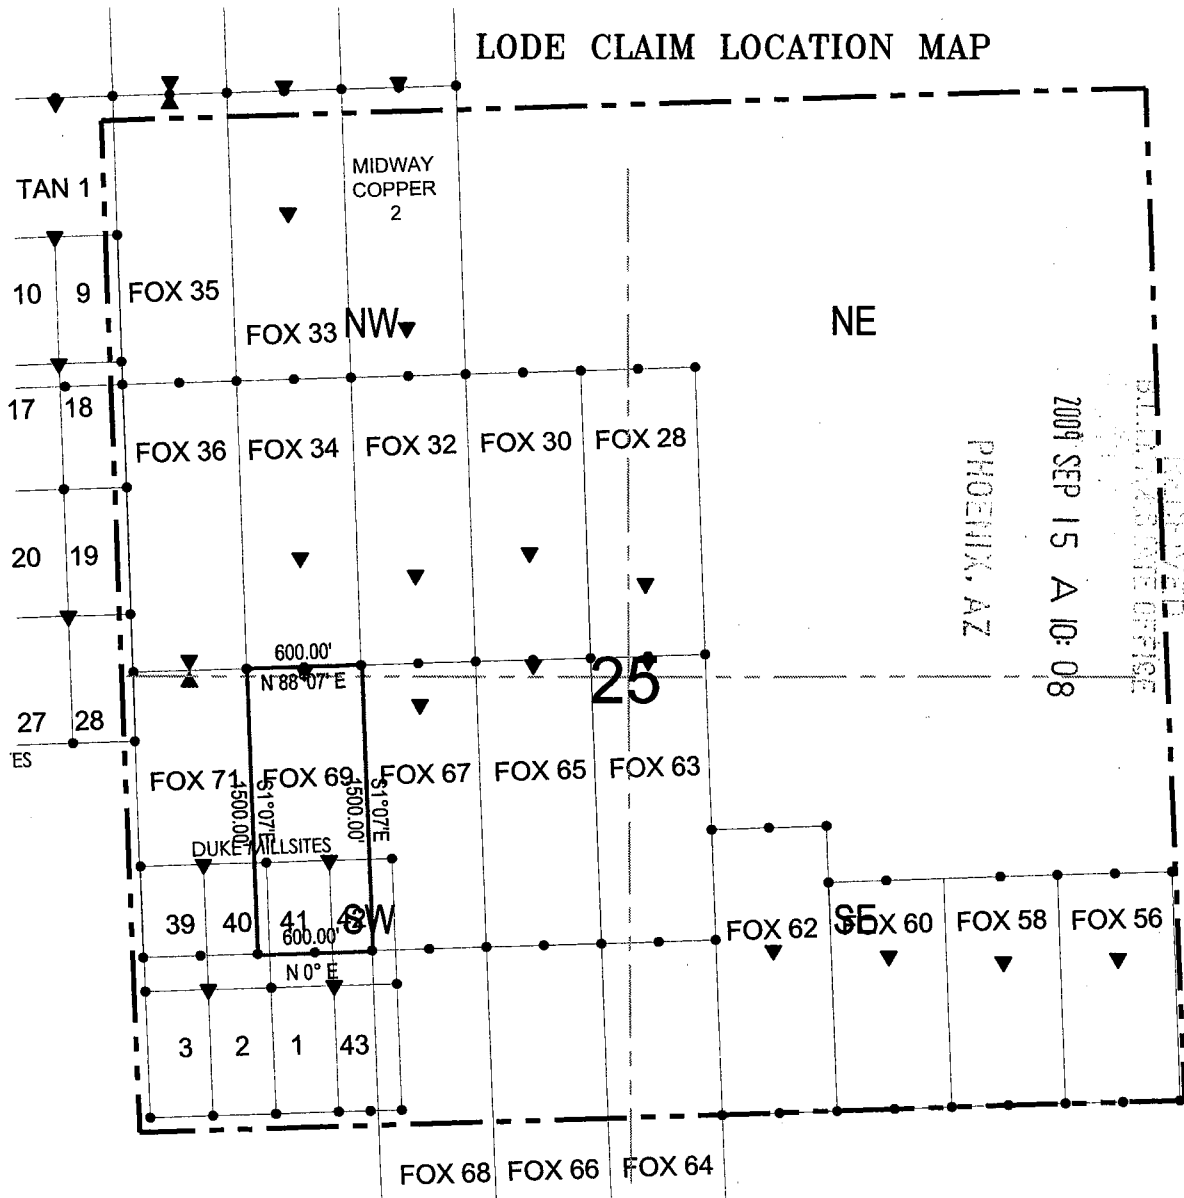 LODE CLAIM LOCATION MAP
MIDWAY
COPPER
2
TAN 1
10 9 FOX 35
FOX 33 NW NE
17 18
FOX 36 FOX 34 FOX 32 FOX 30 FOX 28
2009 SEP 15 A 10: 08
PHOENIX, AZ
20 19
600.00'
N 88°07' E
25
27 28
'ES
FOX 71 FOX 69 FOX 67 FOX 65 FOX 63
1500.00' S1°07'E 1500.00' S1°07'E
DUKE MILLSITES
39 40 41 42 SW FOX 62 SE FOX 60 FOX 58 FOX 56
600.00'
N 0° E
3 2 1 43
FOX 68 FOX 66 FOX 64